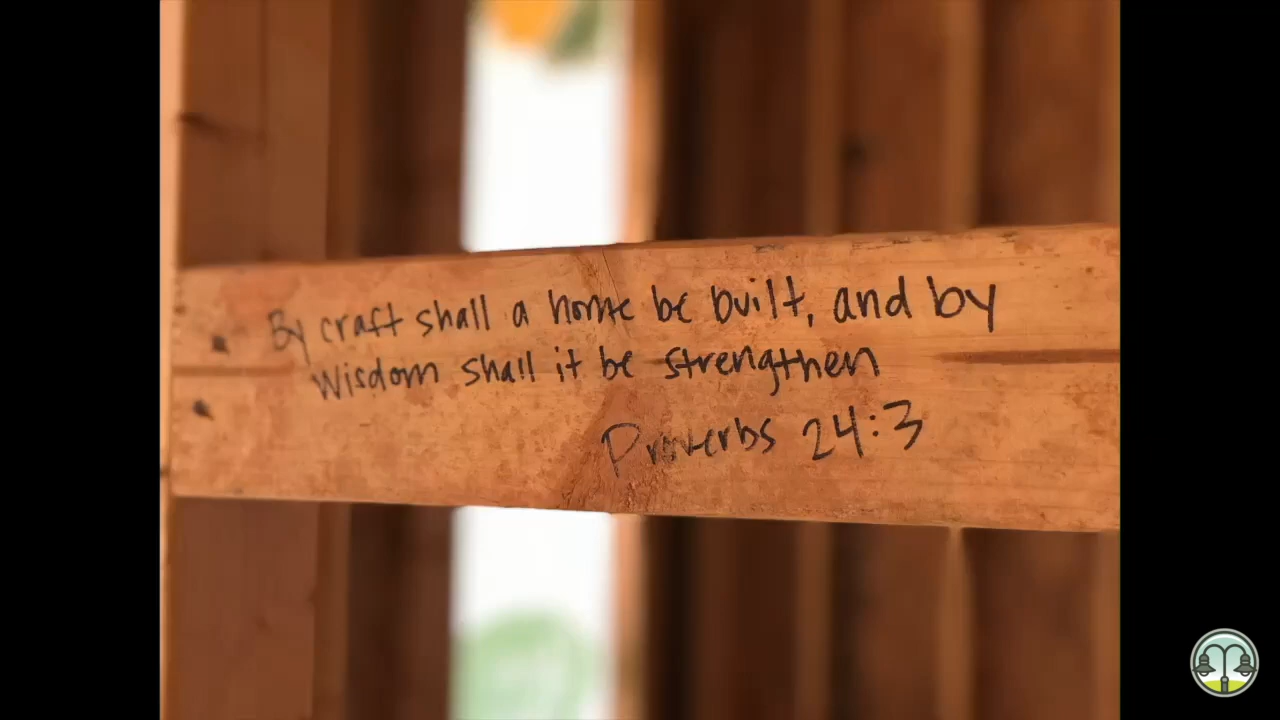 By craft shall a home be built, and by
Wisdom shall it be strengthen
Proverbs 24:3